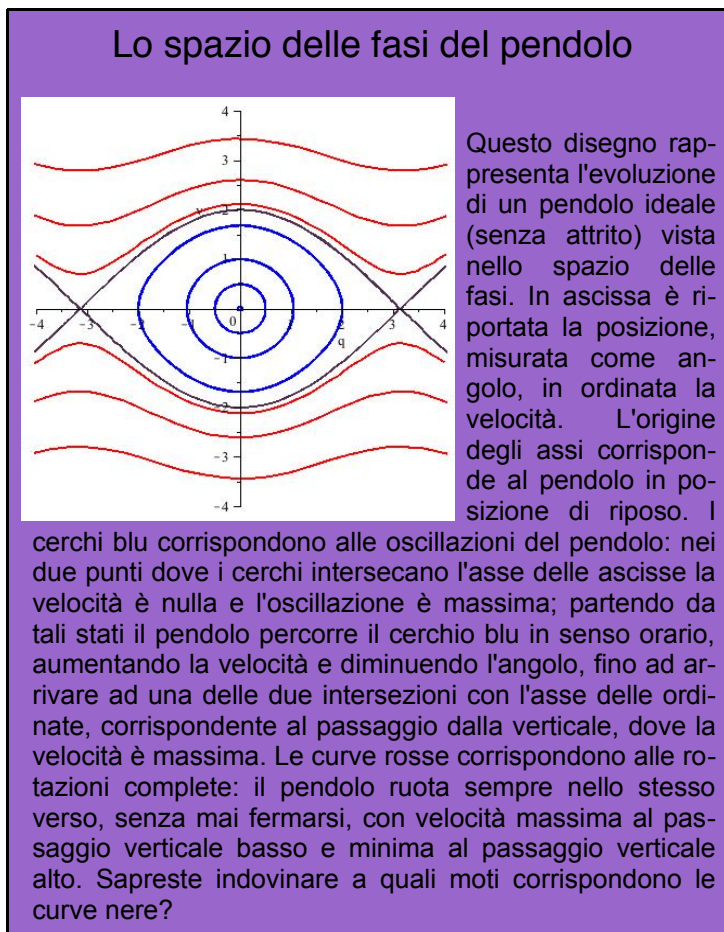 Lo spazio delle fasi del pendolo
4
3
v 2
1
-4 -3 -2 -1 0 1 2 3 4
q
-1
-2
-3
-4
Questo disegno rap-
presenta l'evoluzione
di un pendolo ideale
(senza attrito) vista
nello spazio delle
fasi. In ascissa è ri-
portata la posizione,
misurata come an-
golo, in ordinata la
velocità. L'origine
degli assi corrispon-
de al pendolo in po-
sizione di riposo. I
cerchi blu corrispondono alle oscillazioni del pendolo: nei
due punti dove i cerchi intersecano l'asse delle ascisse la
velocità è nulla e l'oscillazione è massima; partendo da
tali stati il pendolo percorre il cerchio blu in senso orario,
aumentando la velocità e diminuendo l'angolo, fino ad ar-
rivare ad una delle due intersezioni con l'asse delle ordi-
nate, corrispondente al passaggio dalla verticale, dove la
velocità è massima. Le curve rosse corrispondono alle ro-
tazioni complete: il pendolo ruota sempre nello stesso
verso, senza mai fermarsi, con velocità massima al pas-
saggio verticale basso e minima al passaggio verticale
alto. Sapreste indovinare a quali moti corrispondono le
curve nere?